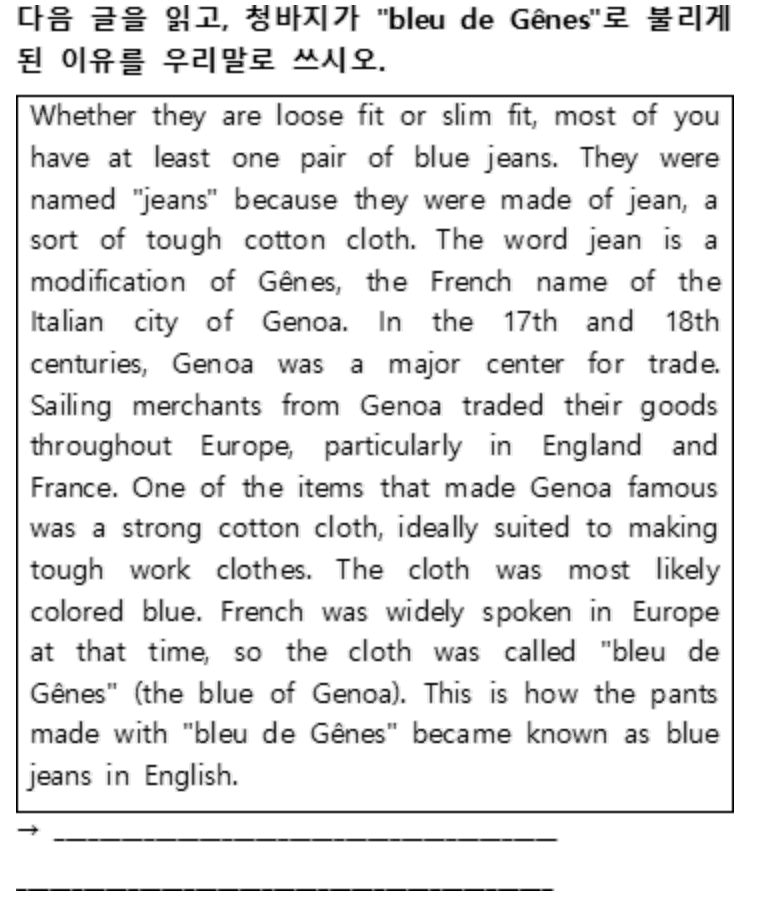 다음 글을 읽고, 청바지가 "bleu de Gênes"로 불리게
된 이유를 우리말로 쓰시오.
Whether they are loose fit or slim fit, most of you
have at least one pair of blue jeans. They were
named "jeans" because they were made of jean, a
sort of tough cotton cloth. The word jean is a
modification of Gênes, the French name of the
Italian city of Genoa. In the 17th and 18th
centuries, Genoa was a major center for trade.
Sailing merchants from Genoa traded their goods
throughout Europe, particularly in England and
France. One of the items that made Genoa famous
was a strong cotton cloth, ideally suited to making
tough work clothes. The cloth was most likely
colored blue. French was widely spoken in Europe
at that time, so the cloth was called "bleu de
Gênes" (the blue of Genoa). This is how the pants
made with "bleu de Gênes" became known as blue
jeans in English.
→